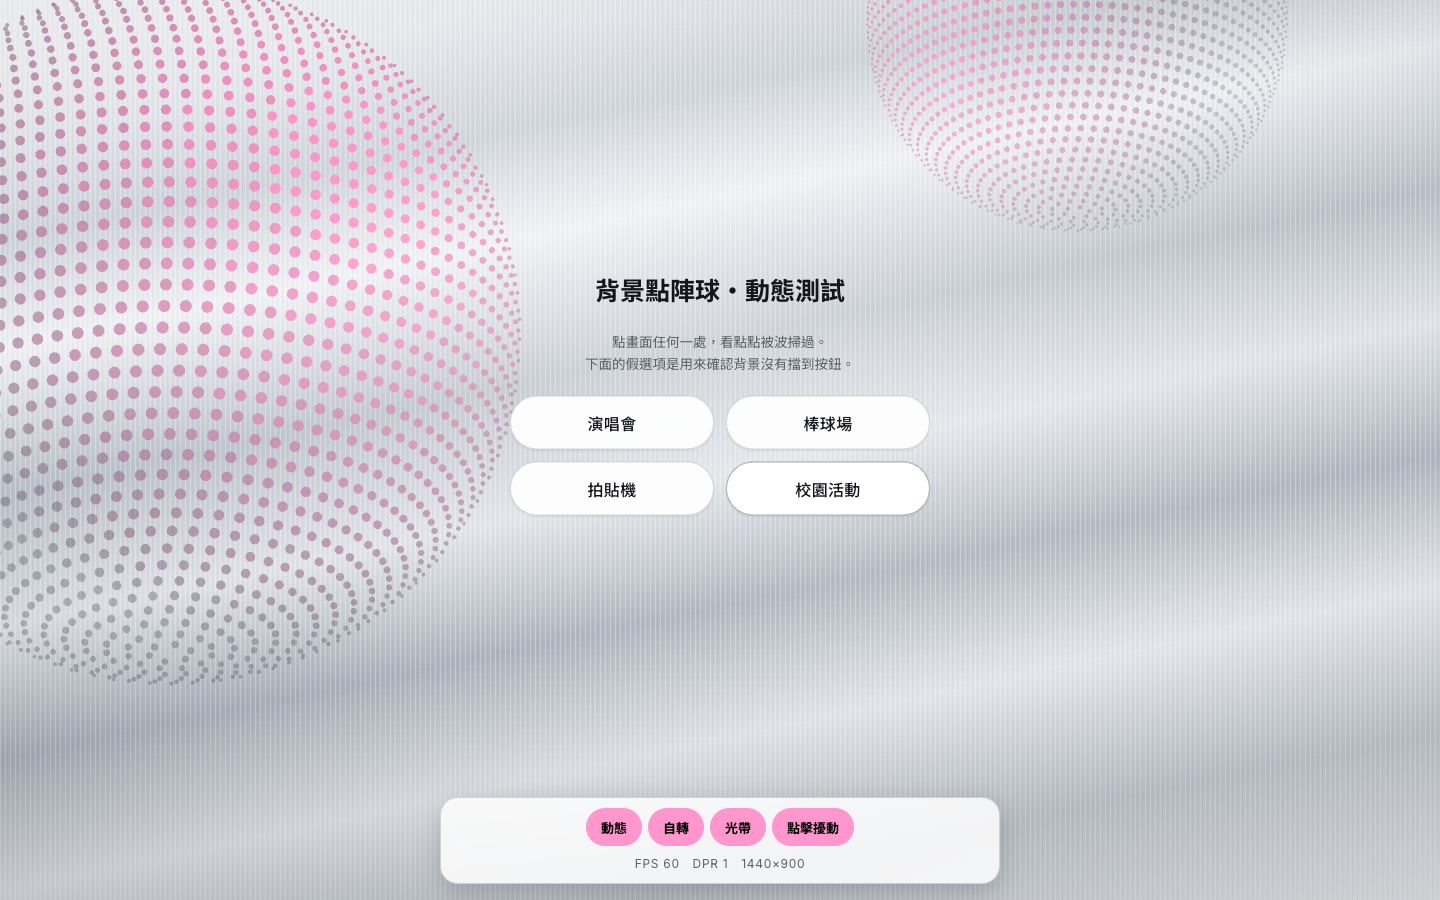 背景點陣球・動態測試
點畫面任何一處，看點點被波掃過。
下面的假選項是用來確認背景沒有擋到按鈕。
演唱會
棒球場
拍貼機
校園活動
動態 自轉 光帶 點擊擾動
FPS 60 DPR 1 1440×900